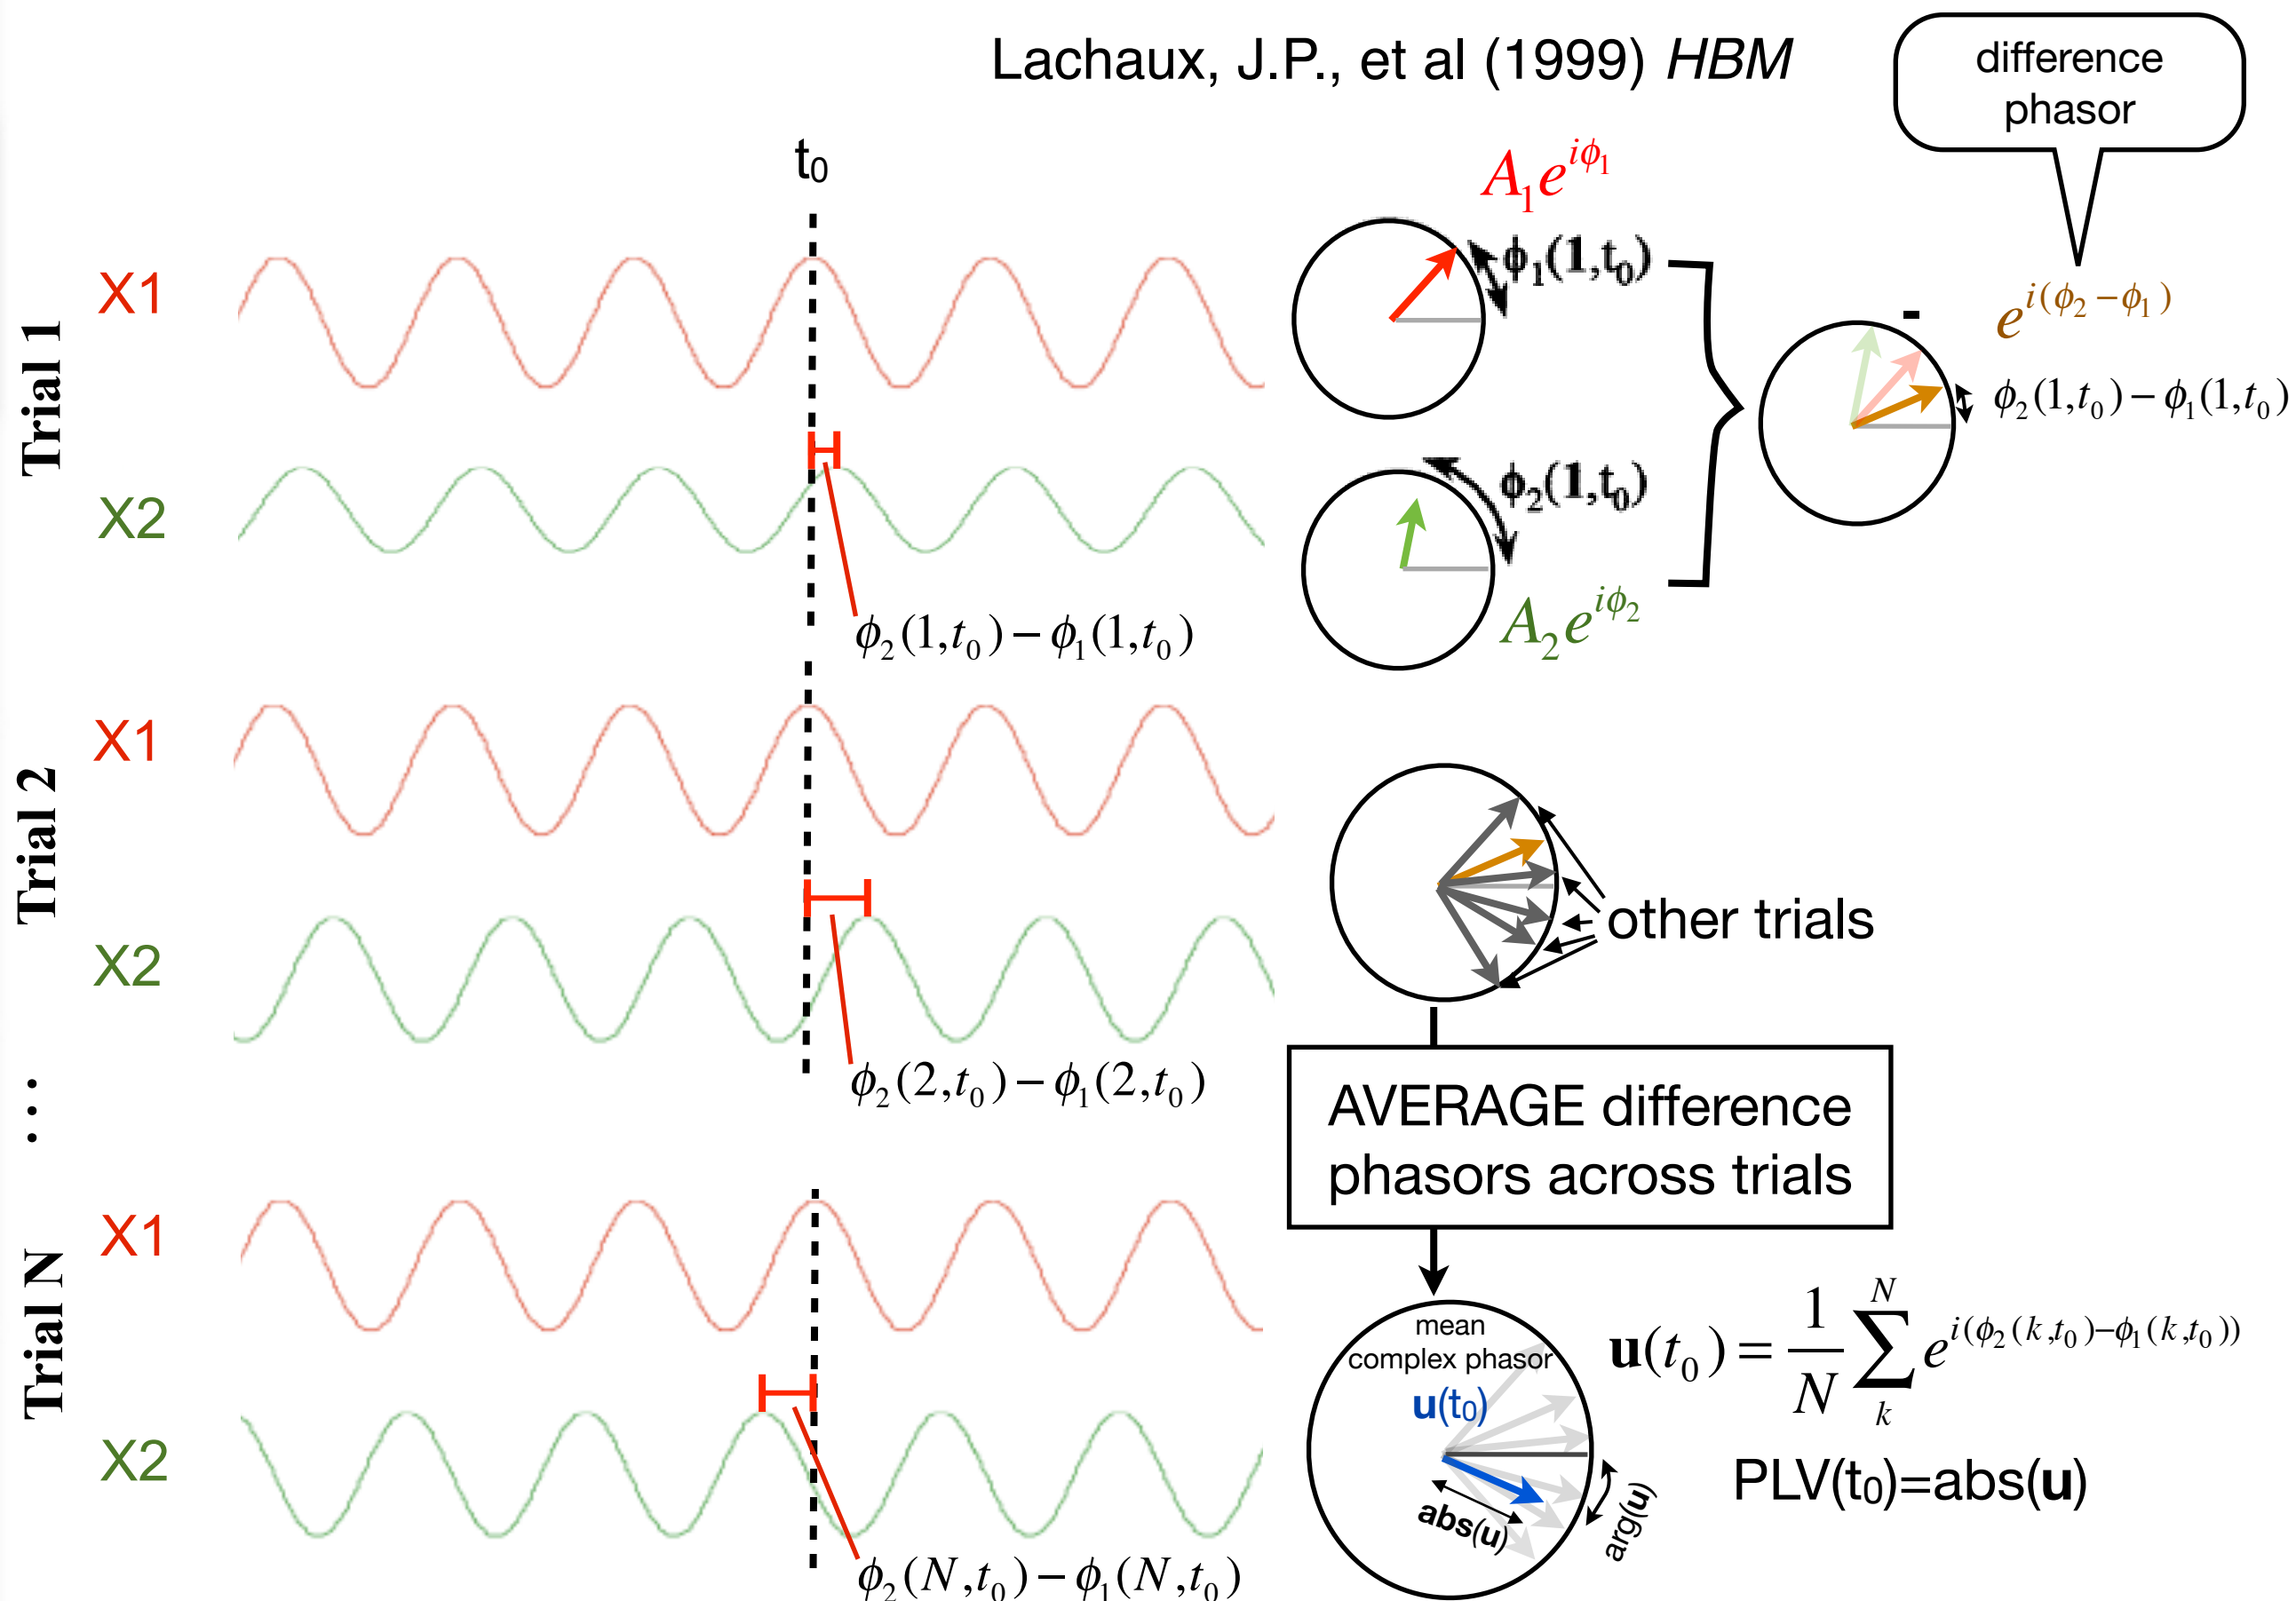 Lachaux, J.P., et al (1999) HBM
difference
phasor
t₀
Trial 1
X1
X2
ϕ₂(1,t₀) − ϕ₁(1,t₀)
A₁e^{iϕ₁}
ϕ₁(1,t₀)
ϕ₂(1,t₀)
A₂e^{iϕ₂}
-
e^{i(ϕ₂−ϕ₁)}
ϕ₂(1,t₀) − ϕ₁(1,t₀)
Trial 2
X1
X2
ϕ₂(2,t₀) − ϕ₁(2,t₀)
other trials
...
AVERAGE difference
phasors across trials
Trial N
X1
X2
ϕ₂(N,t₀) − ϕ₁(N,t₀)
mean
complex phasor
u(t₀)
abs(u)
arg(u)
u(t₀) = \frac{1}{N} \sum_{k}^{N} e^{i(ϕ₂(k,t₀)−ϕ₁(k,t₀))}
PLV(t₀)=abs(u)